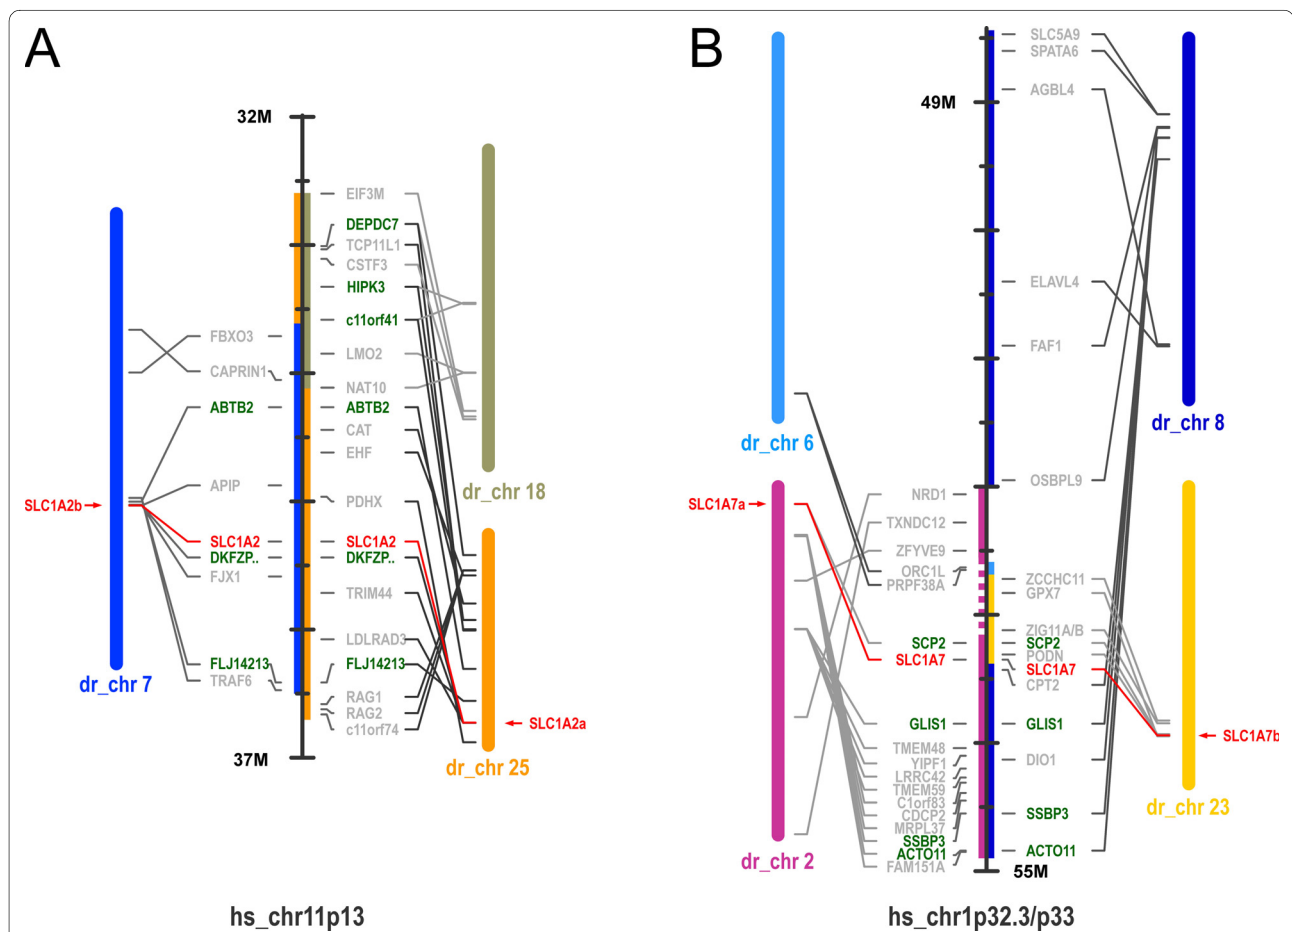 A
32M
EIF3M
DEPDC7
TCP11L1
CSTF3
HIPK3
c11orf41
FBXO3
LMO2
CAPRIN1
NAT10
ABTB2
ABTB2
CAT
EHF
dr_chr 18
APIP
PDHX
SLC1A2b
SLC1A2
SLC1A2
DKFZP..
DKFZP..
FJX1
TRIM44
LDLRAD3
FLJ14213
FLJ14213
TRAF6
dr_chr 7
RAG1
RAG2
c11orf74
SLC1A2a
37M
dr_chr 25
hs_chr11p13
B
SLC5A9
SPATA6
AGBL4
49M
ELAVL4
FAF1
dr_chr 6
dr_chr 8
OSBPL9
NRD1
SLC1A7a
TXNDC12
ZFYVE9
ORC1L
PRPF38A
ZCCHC11
GPX7
ZIG11A/B
SCP2
SCP2
PODN
SLC1A7
SLC1A7
CPT2
GLIS1
GLIS1
SLC1A7b
TMEM48
YIPF1
DIO1
LRRC42
TMEM59
C1orf83
dr_chr 23
CDCP2
SSBP3
MRPL37
SSBP3
ACTO11
ACTO11
dr_chr 2
FAM151A
55M
hs_chr1p32.3/p33